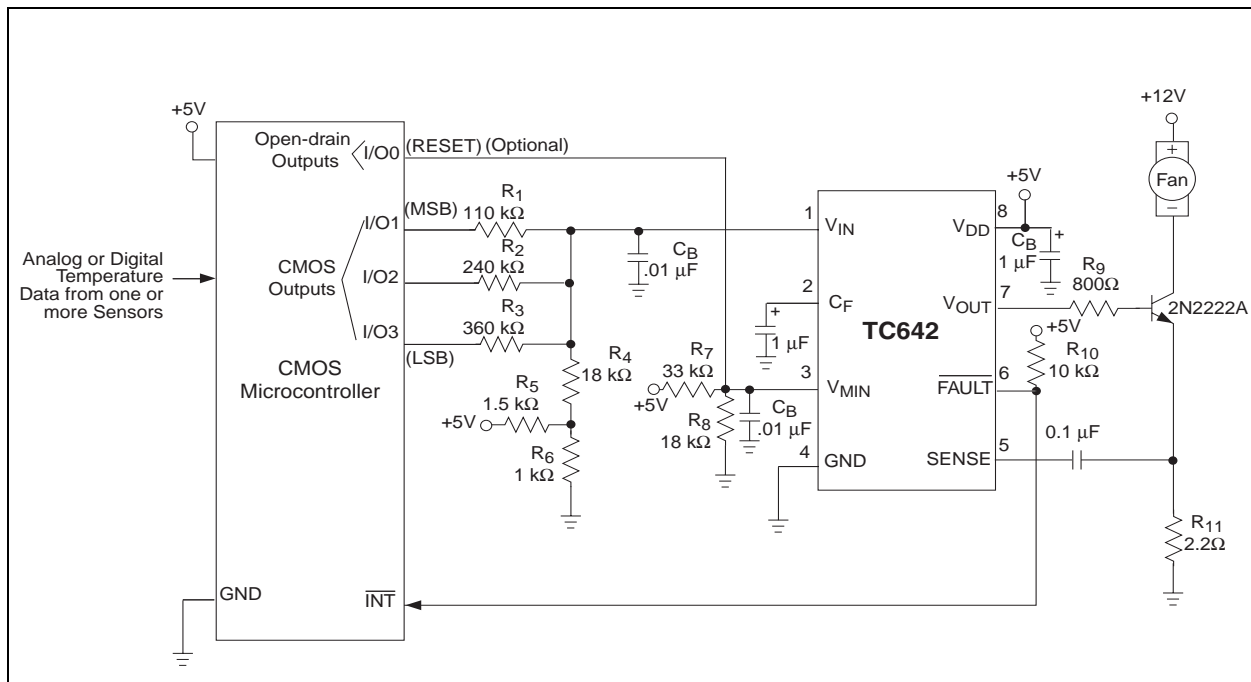 +5V
Open-drain
Outputs
I/O0
(RESET) (Optional)
R1
110 kΩ
(MSB)
I/O1
R2
240 kΩ
I/O2
CMOS
Outputs
R3
360 kΩ
I/O3
(LSB)
CMOS
Microcontroller
Analog or Digital
Temperature
Data from one or
more Sensors
GND
INT
R4
18 kΩ
R5
1.5 kΩ
+5V
R6
1 kΩ
CB
.01 µF
1 µF
+
R7
33 kΩ
+5V
R8
18 kΩ
CB
.01 µF
1
VIN
2
CF
3
VMIN
4
GND
TC642
8
VDD
7
VOUT
6
FAULT
5
SENSE
+5V
CB
1 µF
+
R9
800Ω
+5V
R10
10 kΩ
0.1 µF
+12V
+
Fan
–
2N2222A
R11
2.2Ω